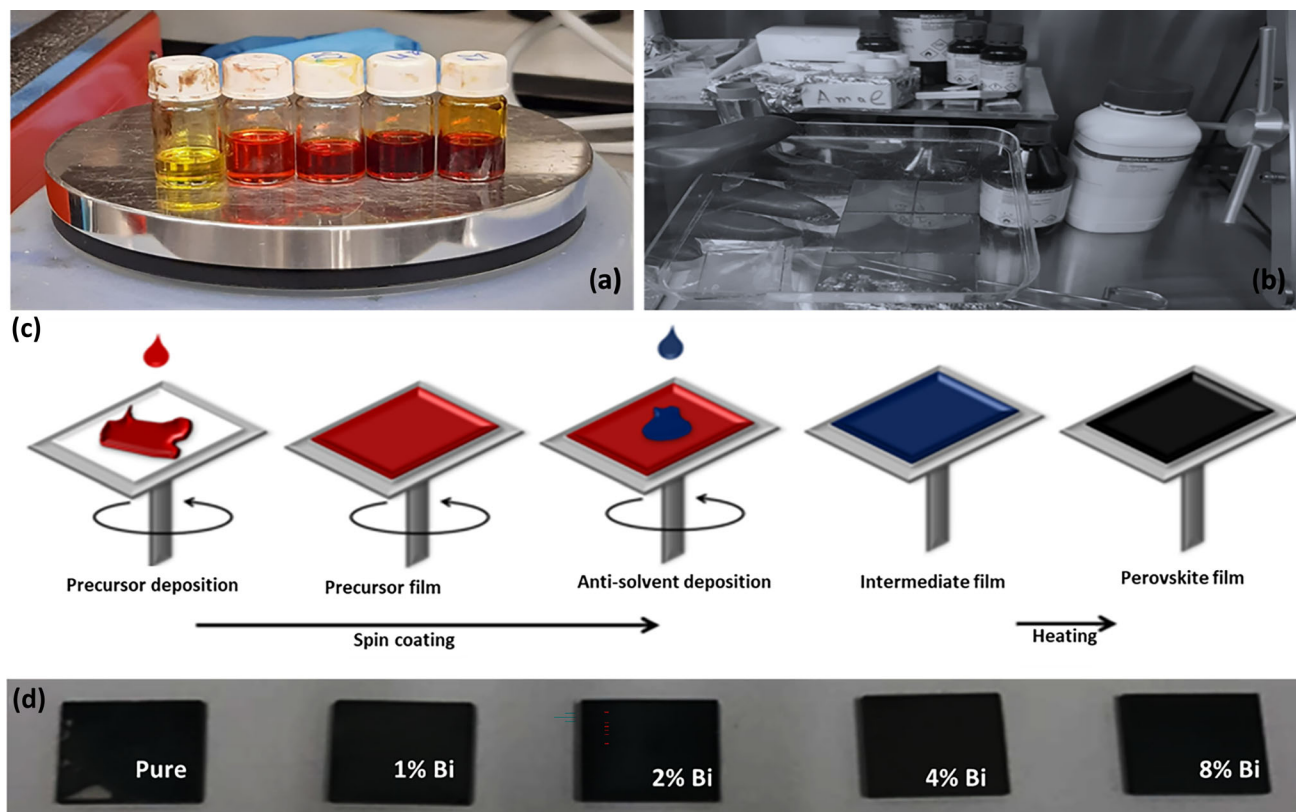 (a)
Amal
(b)
(c)
Precursor deposition
Precursor film
Anti-solvent deposition
Intermediate film
Perovskite film
Spin coating
Heating
(d)
Pure
1% Bi
2% Bi
4% Bi
8% Bi